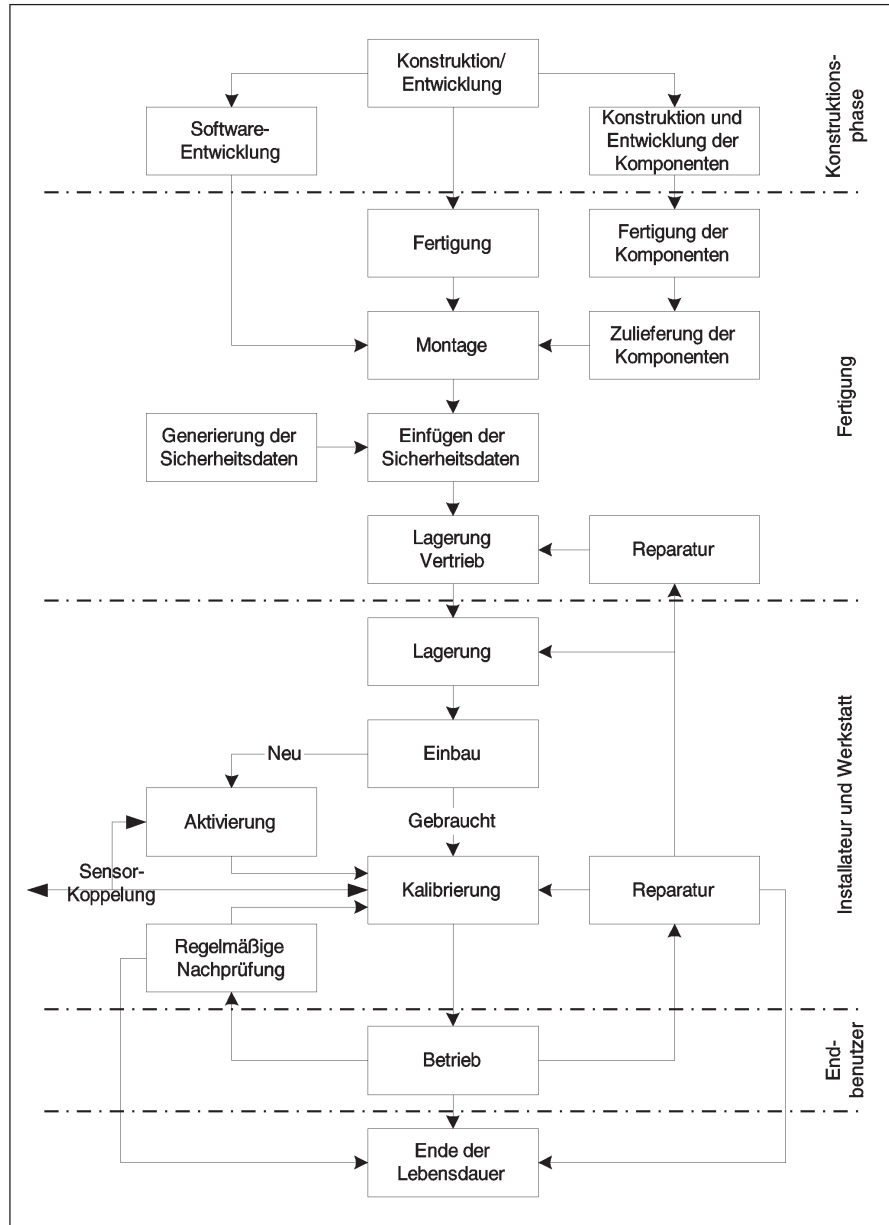 Konstruktion/
Entwicklung
Software-
Entwicklung
Konstruktion und
Entwicklung der
Komponenten
Konstruktions-
phase
Fertigung
Fertigung der
Komponenten
Montage
Zulieferung der
Komponenten
Generierung der
Sicherheitsdaten
Einfügen der
Sicherheitsdaten
Lagerung
Vertrieb
Reparatur
Fertigung
Lagerung
Neu
Einbau
Aktivierung
Gebraucht
Sensor-
Koppelung
Kalibrierung
Reparatur
Regelmäßige
Nachprüfung
Installateur und Werkstatt
Betrieb
End-
benutzer
Ende der
Lebensdauer